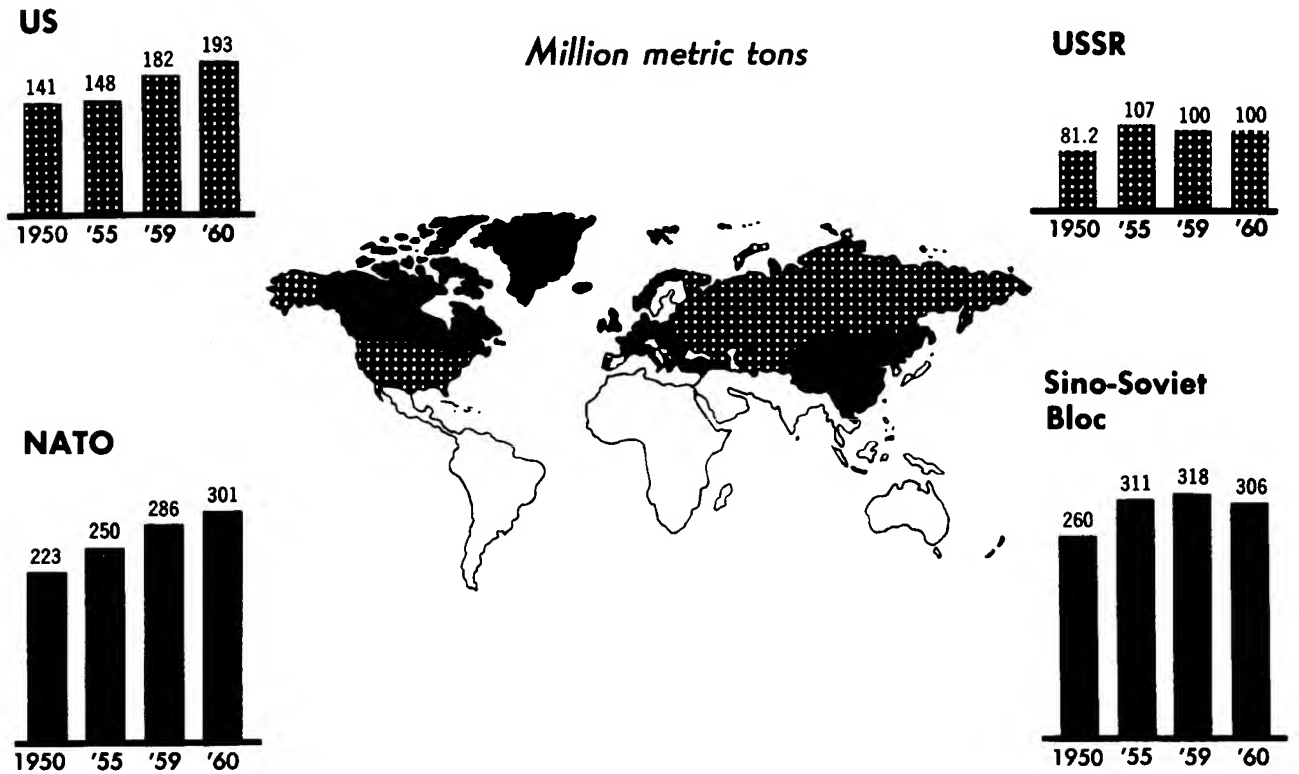 US
141 148 182 193
1950 '55 '59 '60
Million metric tons
USSR
81.2 107 100 100
1950 '55 '59 '60
NATO
223 250 286 301
1950 '55 '59 '60
Sino-Soviet
Bloc
260 311 318 306
1950 '55 '59 '60